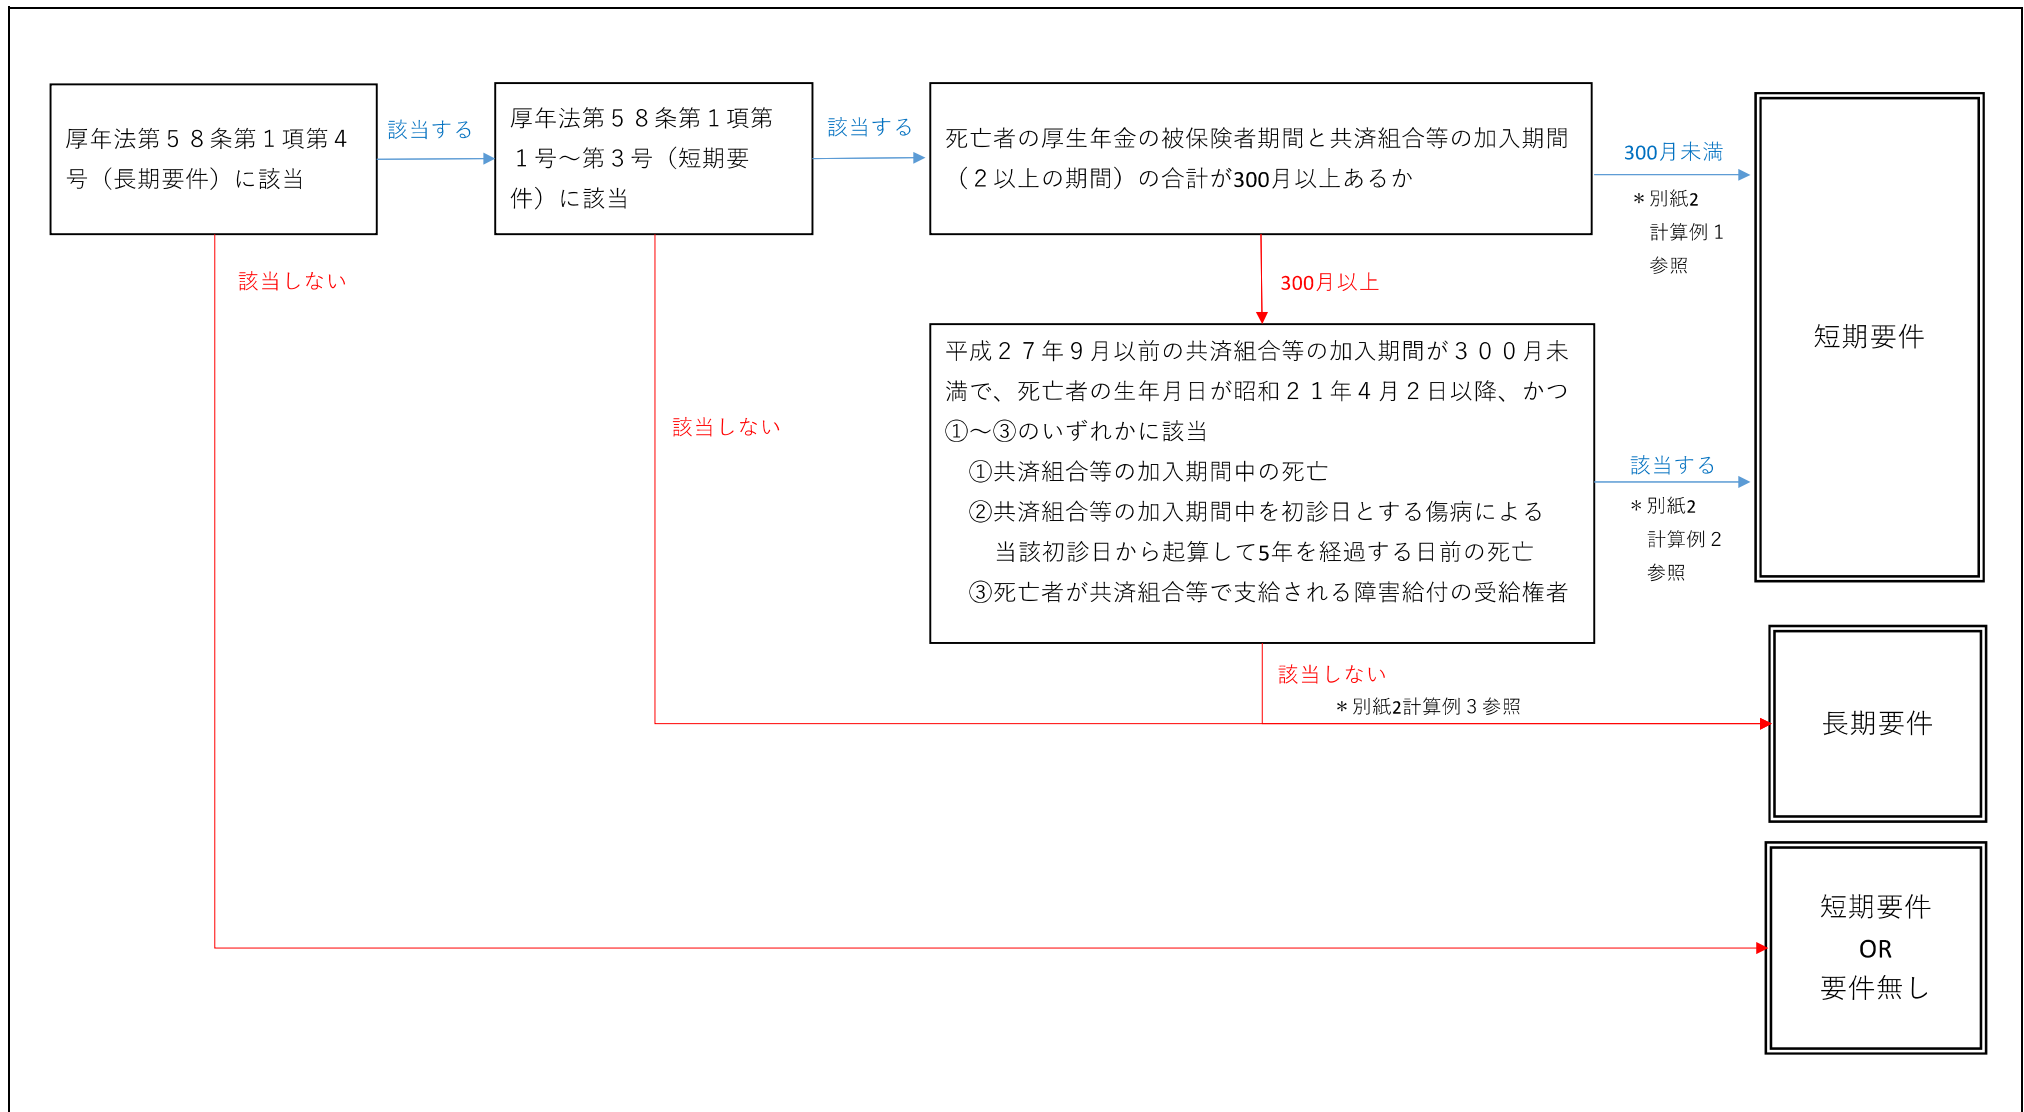 厚年法第５８条第１項第４
号（長期要件）に該当
該当する
厚年法第５８条第１項第
１号～第３号（短期要
件）に該当
該当する
死亡者の厚生年金の被保険者期間と共済組合等の加入期間
（２以上の期間）の合計が300月以上あるか
300月未満
＊別紙2
計算例１
参照
短期要件
該当しない
300月以上
該当しない
平成２７年９月以前の共済組合等の加入期間が３００月未
満で、死亡者の生年月日が昭和２１年４月２日以降、かつ
①～③のいずれかに該当
①共済組合等の加入期間中の死亡
②共済組合等の加入期間中を初診日とする傷病による
当該初診日から起算して5年を経過する日前の死亡
③死亡者が共済組合等で支給される障害給付の受給権者
該当する
＊別紙2
計算例２
参照
該当しない
＊別紙2計算例３参照
長期要件
短期要件
OR
要件無し